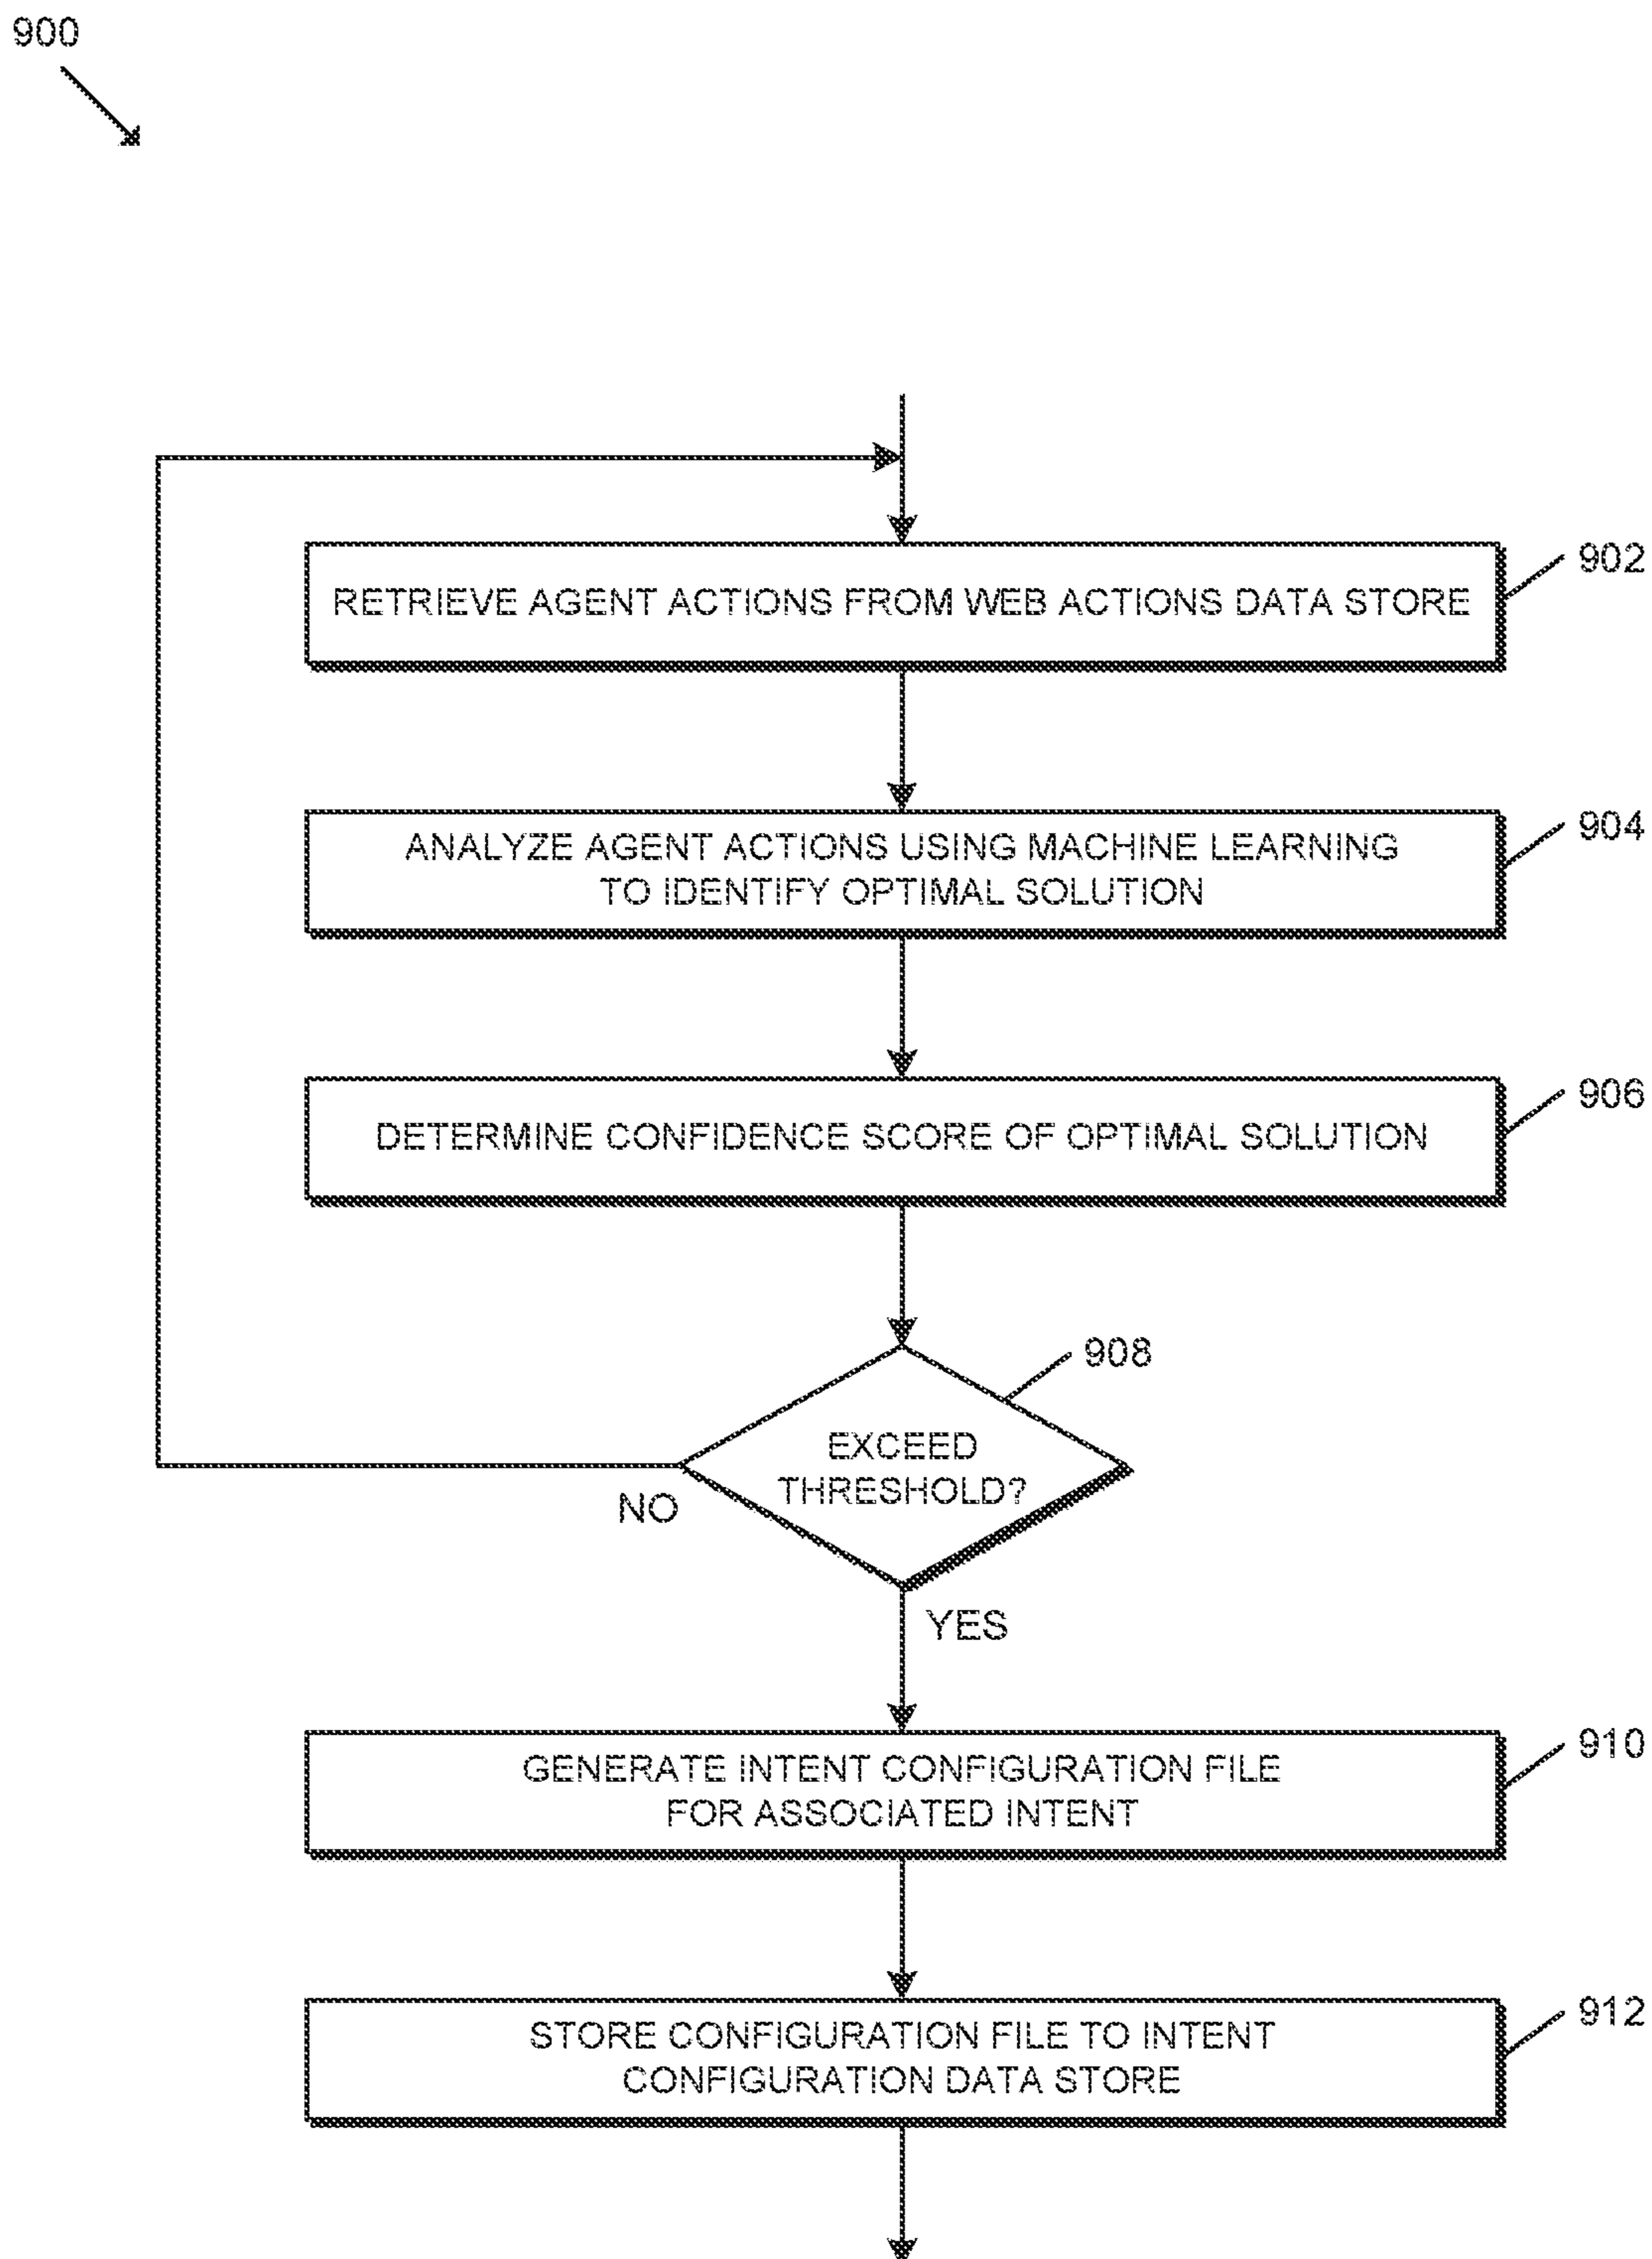 900
RETRIEVE AGENT ACTIONS FROM WEB ACTIONS DATA STORE
902
ANALYZE AGENT ACTIONS USING MACHINE LEARNING
TO IDENTIFY OPTIMAL SOLUTION
904
DETERMINE CONFIDENCE SCORE OF OPTIMAL SOLUTION
906
908
EXCEED
THRESHOLD?
NO
YES
GENERATE INTENT CONFIGURATION FILE
FOR ASSOCIATED INTENT
910
STORE CONFIGURATION FILE TO INTENT
CONFIGURATION DATA STORE
912